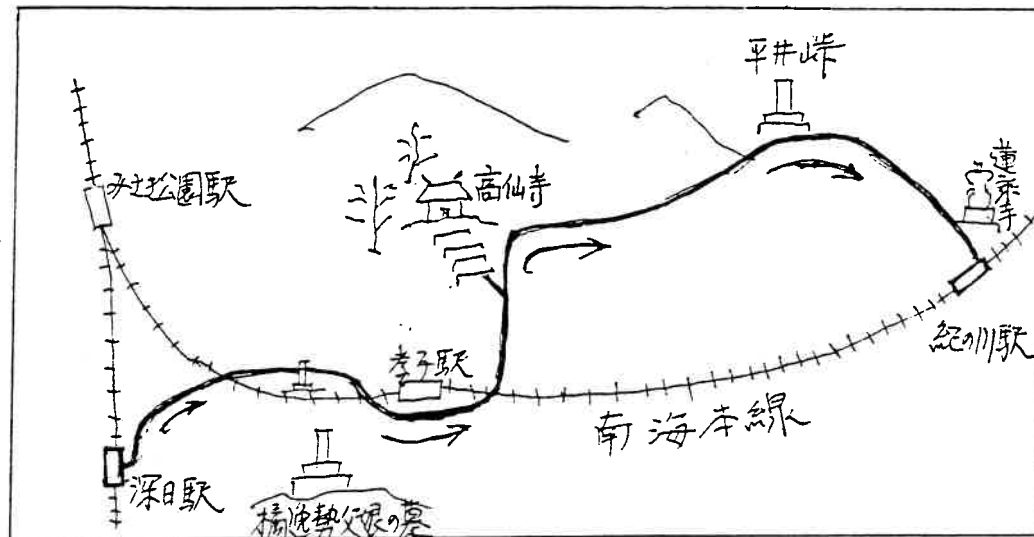 平井峠
蓮乗寺
みさき公園駅
高仙寺
孝子駅
紀の川駅
南海本線
深日駅
橘逸勢父娘の墓